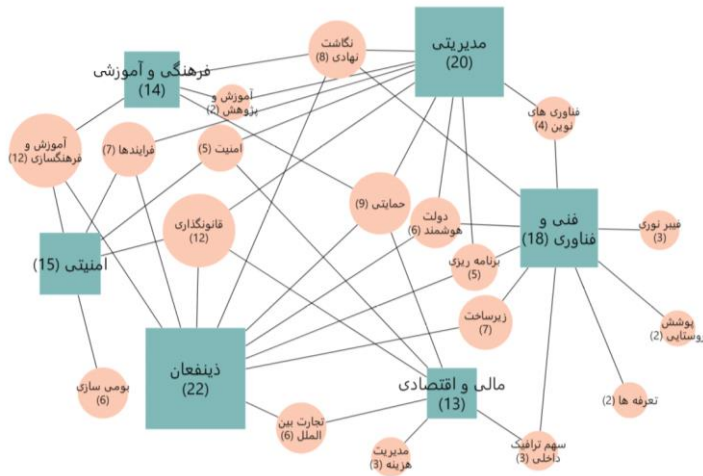 نگاشت
نهادی (8)
مدیریتی
(20)
فرهنگی و آموزشی
(14)
آموزش و
پژوهش (2)
فناوری های
نوین (4)
آموزش و
فرهنگسازی (12)
فرایندها (7)
امنیت (5)
حمایتی (9)
قانونگذاری
(12)
دولت
هوشمند (6)
فنی و
فناوری (18)
فیبر نوری
(3)
امنیتی (15)
برنامه ریزی
(5)
زیرساخت
(7)
پوشش
روستایی (2)
ذینفعان
(22)
مالی و اقتصادی
(13)
بومی سازی
(6)
تعرفه ها (2)
تجارت بین
الملل (6)
مدیریت
هزینه (3)
سهم ترافیک
داخلی (3)